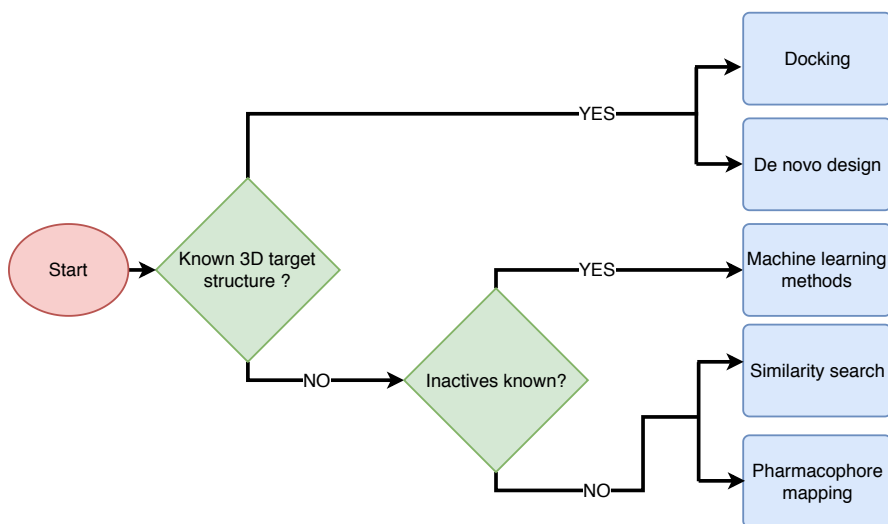 Docking
YES
De novo design
Start
Known 3D target
structure ?
YES
Machine learning
methods
NO
Inactives known?
Similarity search
NO
Pharmacophore
mapping